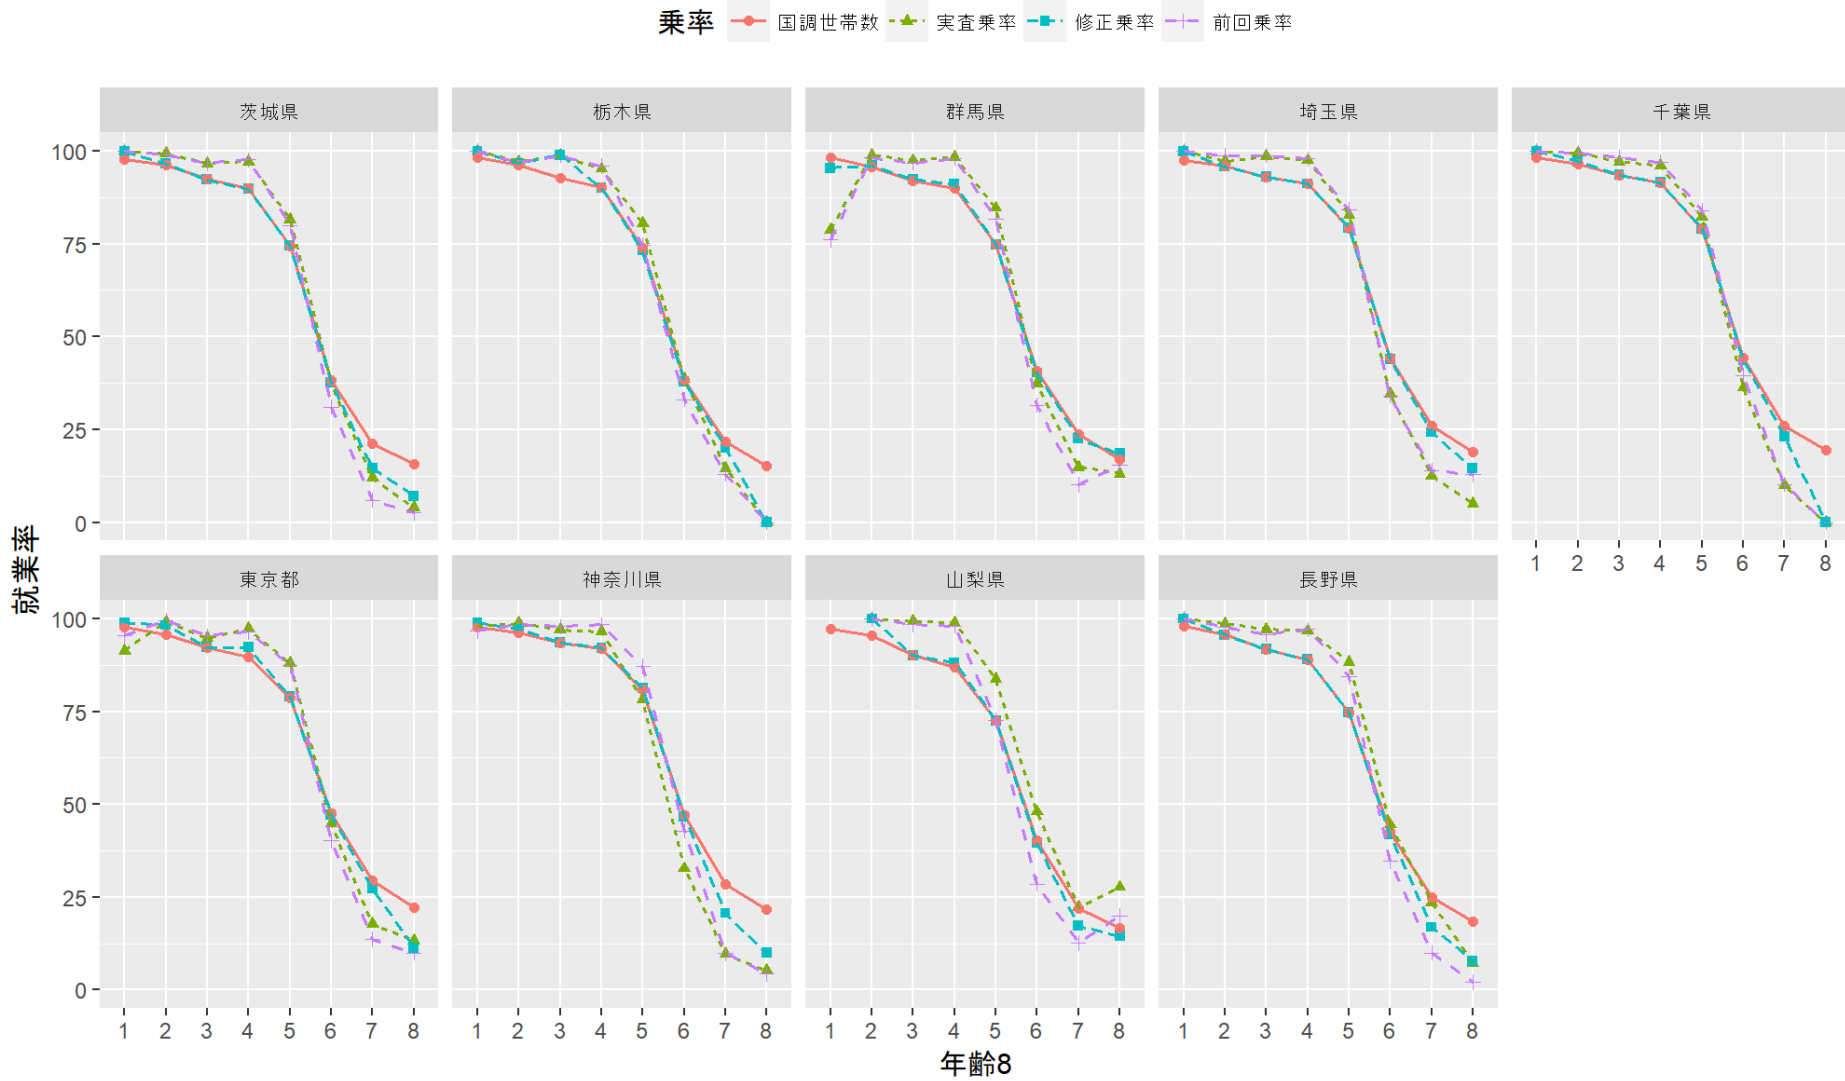 乗率 国調世帯数 実査乗率 修正乗率 前回乗率
茨城県 栃木県 群馬県 埼玉県 千葉県
100
75
50
25
0
1 2 3 4 5 6 7 8
就業率
東京都 神奈川県 山梨県 長野県
100
75
50
25
0
1 2 3 4 5 6 7 8 1 2 3 4 5 6 7 8 1 2 3 4 5 6 7 8 1 2 3 4 5 6 7 8
年齢8